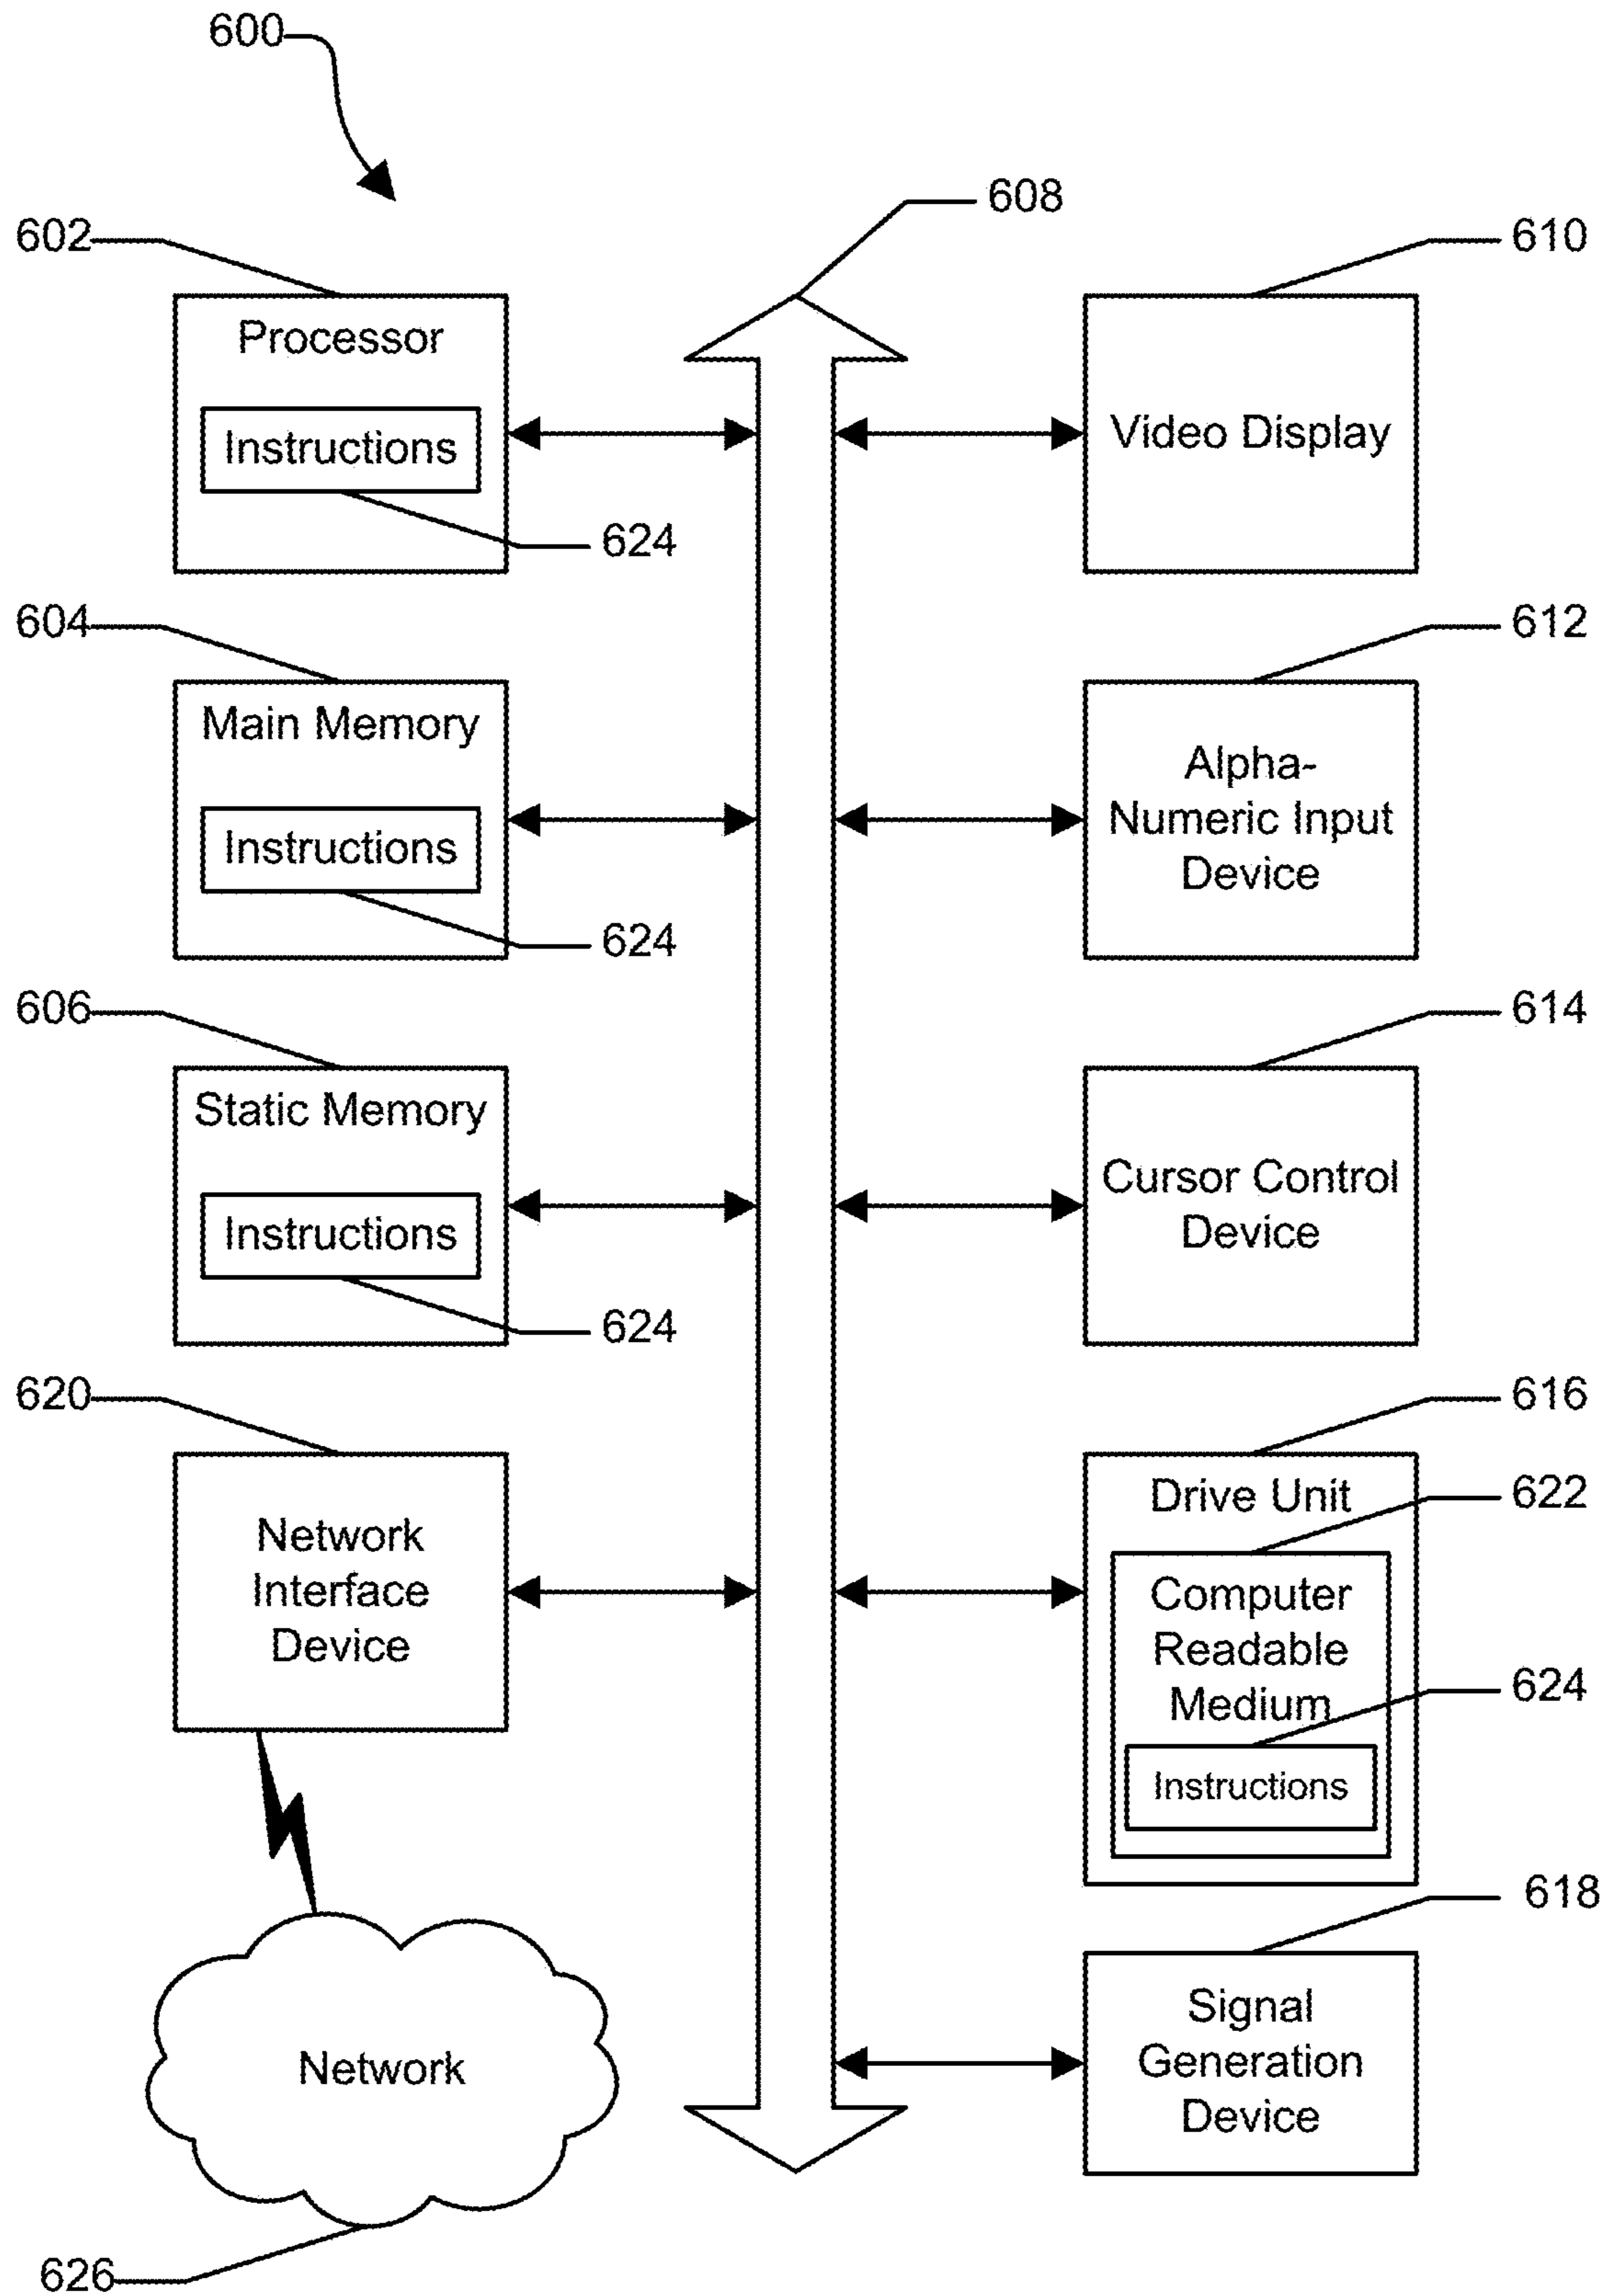 600
608
602
610
Processor
Instructions
624
Video Display
604
612
Main Memory
Instructions
624
Alpha-
Numeric Input
Device
606
614
Static Memory
Instructions
624
Cursor Control
Device
620
616
Network
Interface
Device
Drive Unit
622
Computer
Readable
Medium
624
Instructions
618
Signal
Generation
Device
Network
626